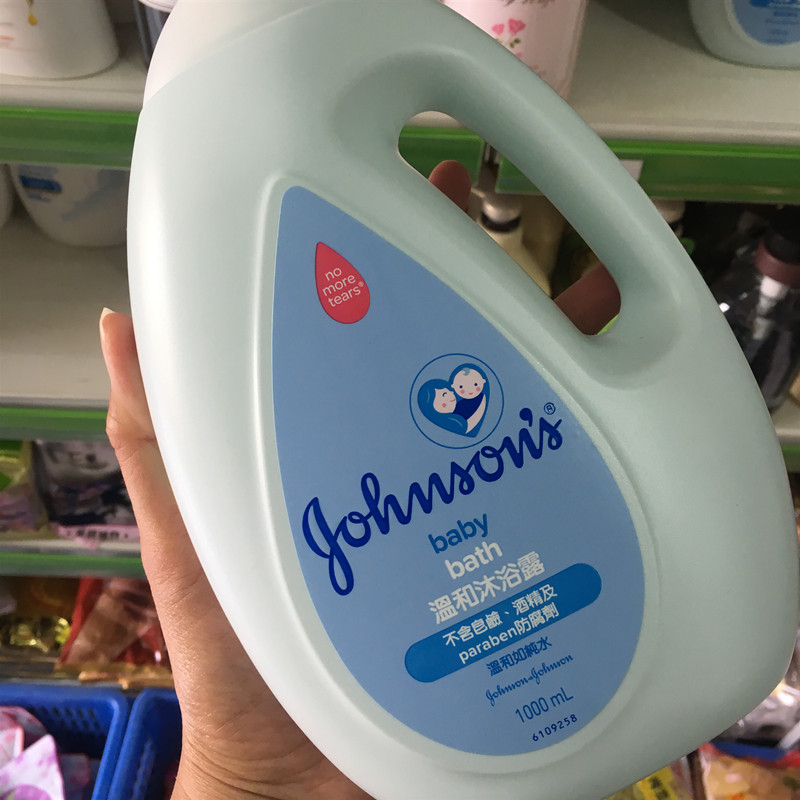 no
more
tears®
Johnson's®
baby
bath
溫和沐浴露
不含皂鹼、酒精及
paraben防腐劑
溫和如純水
Johnson & Johnson
1000 mL
6109258